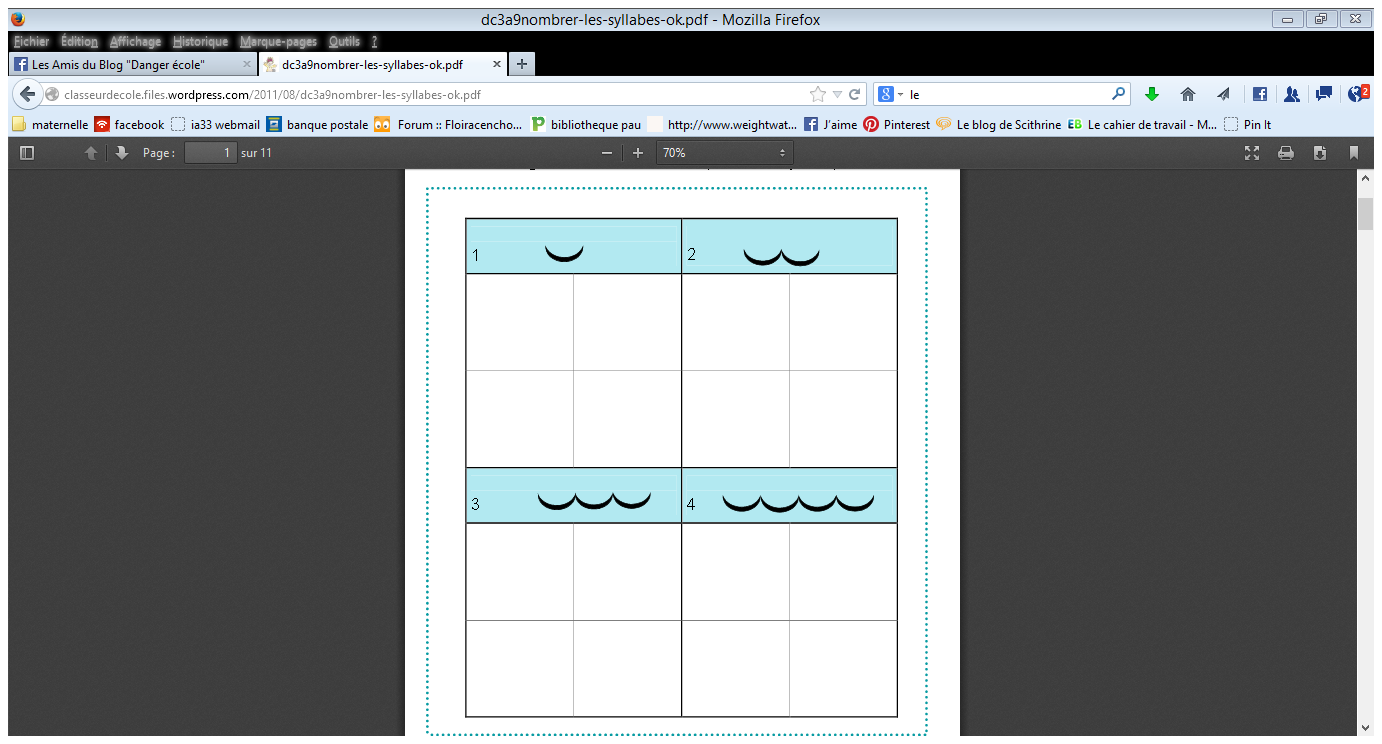 dc3a9nombrer-les-syllabes-ok.pdf - Mozilla Firefox
Fichier Édition Affichage Historique Marque-pages Outils ?
Les Amis du Blog "Danger école" dc3a9nombrer-les-syllabes-ok.pdf
classeurdecole.files.wordpress.com/2011/08/dc3a9nombrer-les-syllabes-ok.pdf le 2
maternelle facebook ia33 webmail banque postale Forum :: Floiracencho... bibliotheque pau http://www.weightwat... J'aime Pinterest Le blog de Scithrine Le cahier de travail - M... Pin It
Page : 1 sur 11 70%
1 2
3 4